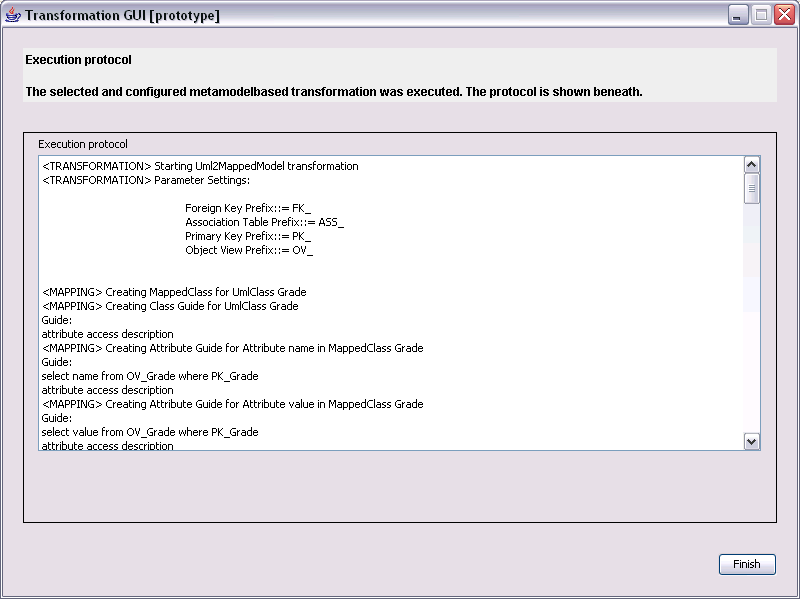 Transformation GUI [prototype]
Execution protocol
The selected and configured metamodelbased transformation was executed. The protocol is shown beneath.
Execution protocol
<TRANSFORMATION> Starting Uml2MappedModel transformation
<TRANSFORMATION> Parameter Settings:
Foreign Key Prefix::= FK_
Association Table Prefix::= ASS_
Primary Key Prefix::= PK_
Object View Prefix::= OV_
<MAPPING> Creating MappedClass for UmlClass Grade
<MAPPING> Creating Class Guide for UmlClass Grade
Guide:
attribute access description
<MAPPING> Creating Attribute Guide for Attribute name in MappedClass Grade
Guide:
select name from OV_Grade where PK_Grade
attribute access description
<MAPPING> Creating Attribute Guide for Attribute value in MappedClass Grade
Guide:
select value from OV_Grade where PK_Grade
attribute access description
Finish